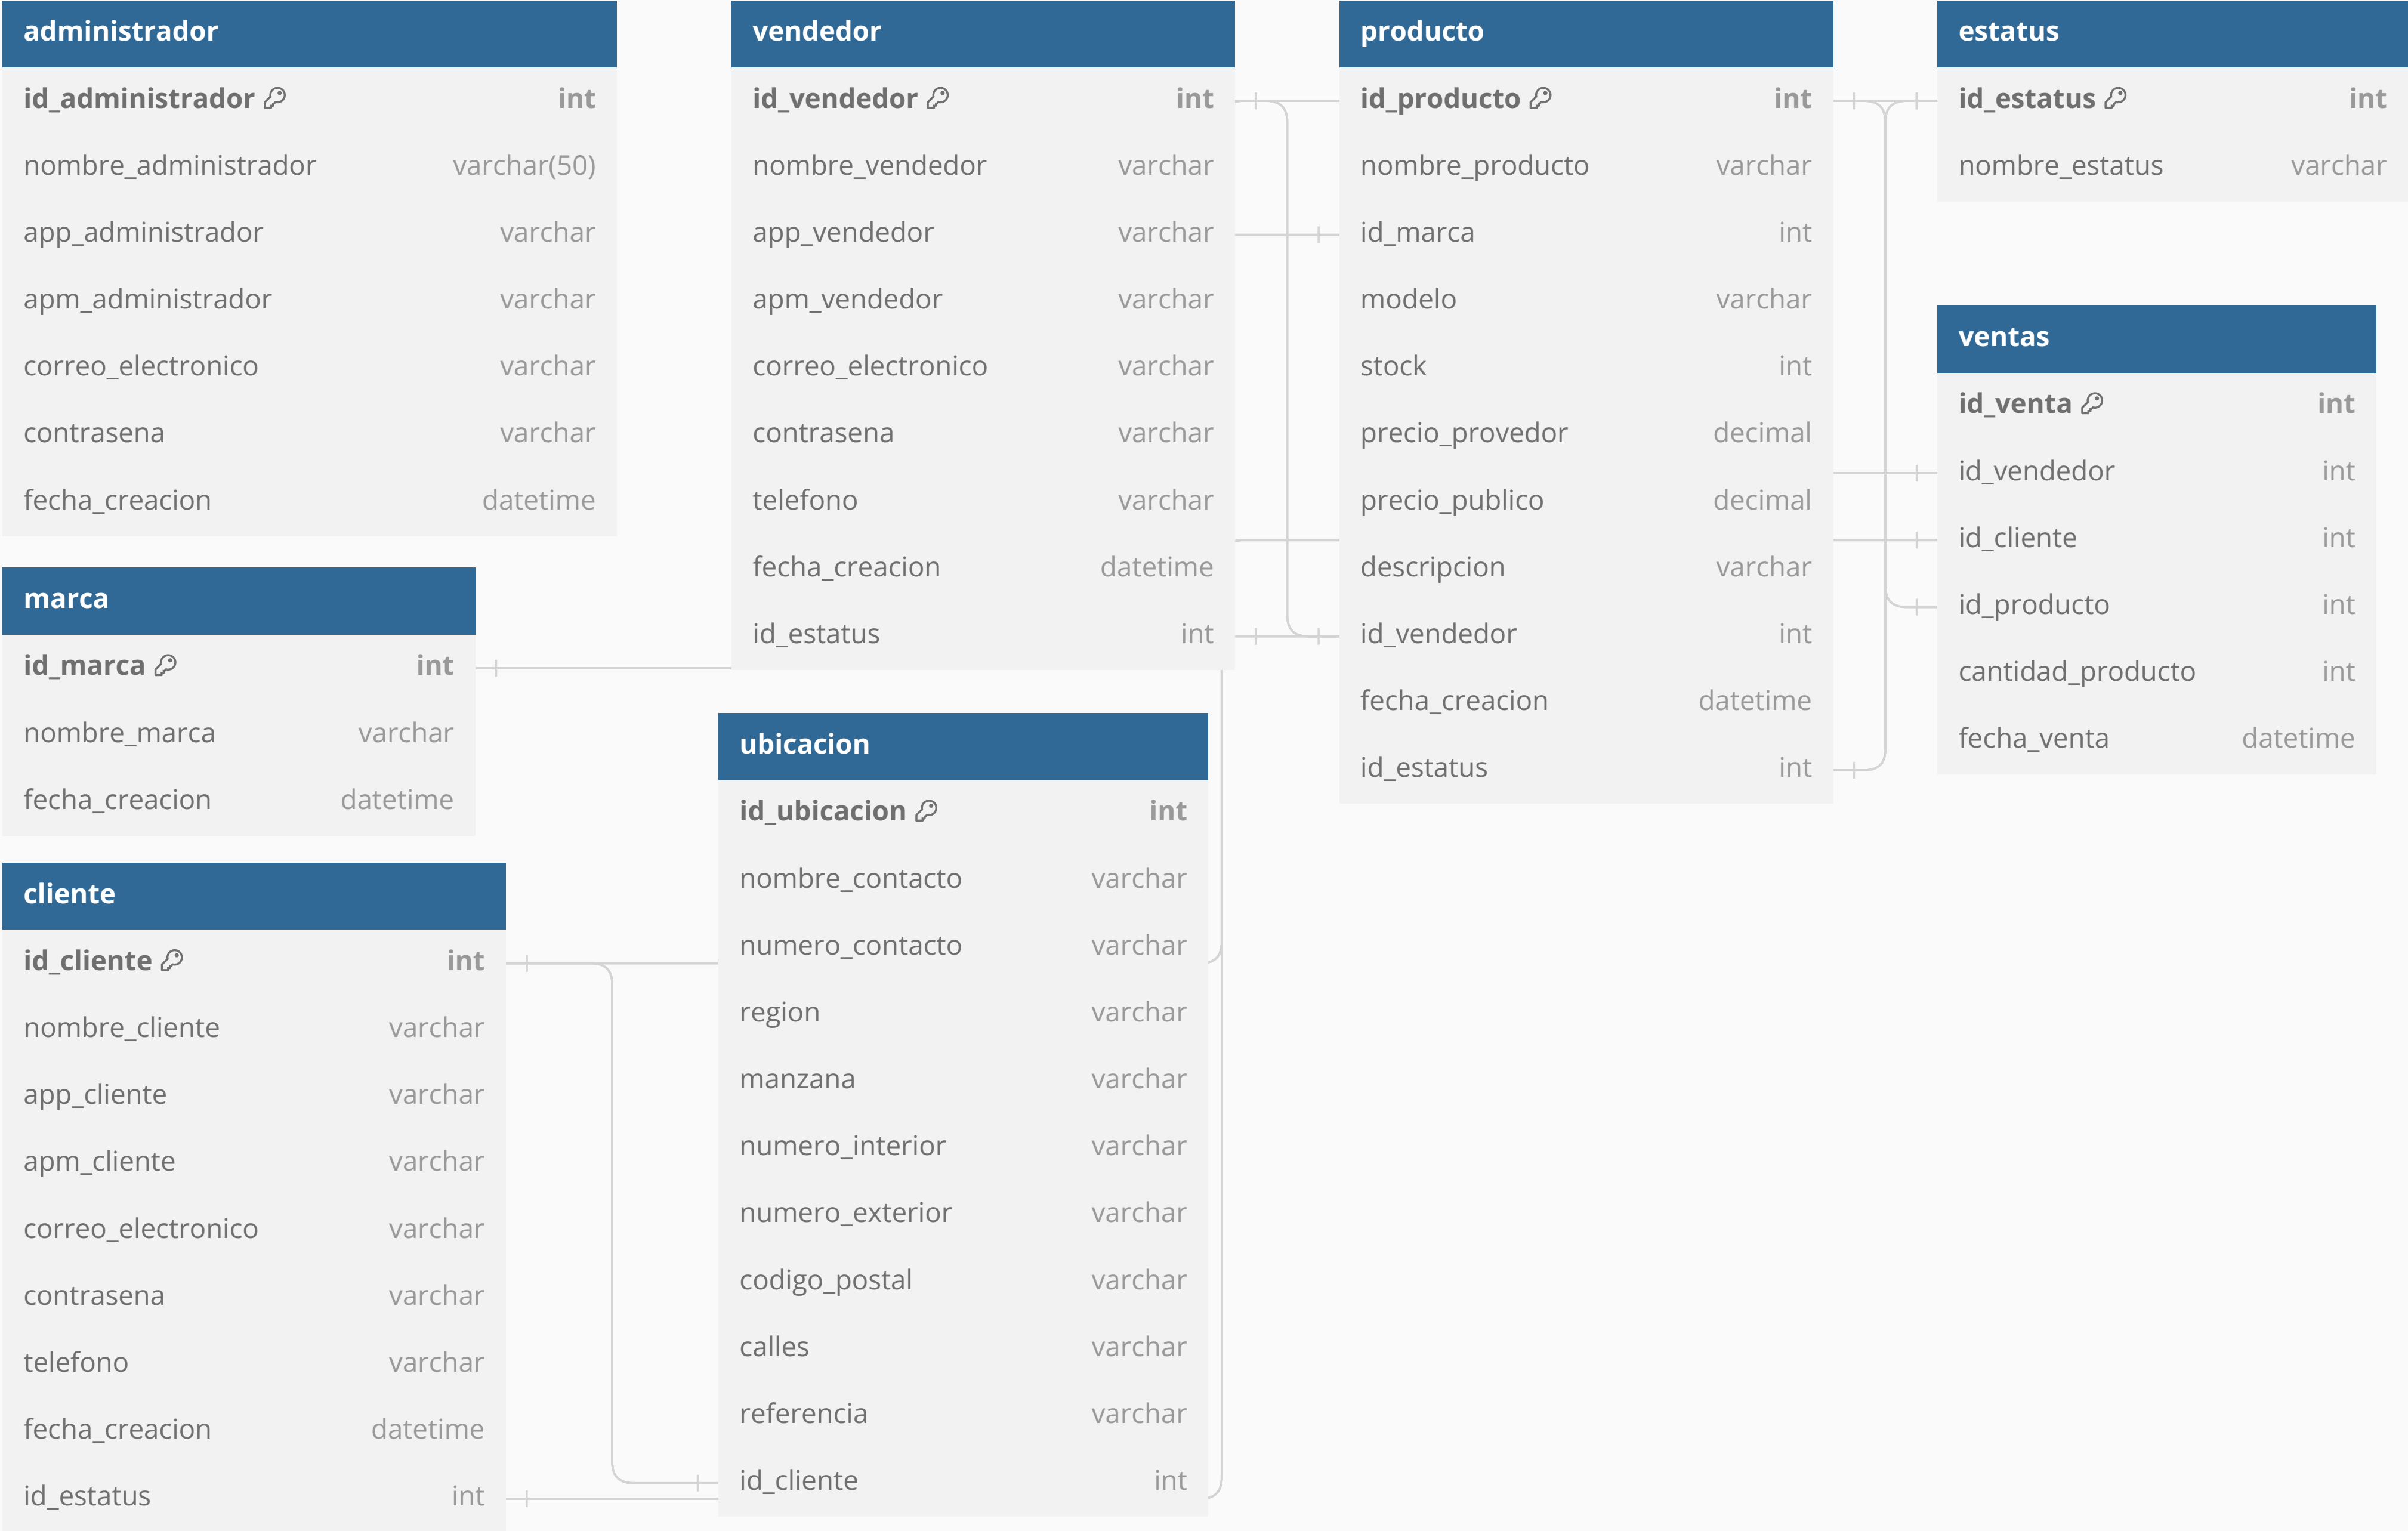 administrador
id_administrador int
nombre_administrador varchar(50)
app_administrador varchar
apm_administrador varchar
correo_electronico varchar
contrasena varchar
fecha_creacion datetime
marca
id_marca int
nombre_marca varchar
fecha_creacion datetime
cliente
id_cliente int
nombre_cliente varchar
app_cliente varchar
apm_cliente varchar
correo_electronico varchar
contrasena varchar
telefono varchar
fecha_creacion datetime
id_estatus int
vendedor
id_vendedor int
nombre_vendedor varchar
app_vendedor varchar
apm_vendedor varchar
correo_electronico varchar
contrasena varchar
telefono varchar
fecha_creacion datetime
id_estatus int
ubicacion
id_ubicacion int
nombre_contacto varchar
numero_contacto varchar
region varchar
manzana varchar
numero_interior varchar
numero_exterior varchar
codigo_postal varchar
calles varchar
referencia varchar
id_cliente int
producto
id_producto int
nombre_producto varchar
id_marca int
modelo varchar
stock int
precio_provedor decimal
precio_publico decimal
descripcion varchar
id_vendedor int
fecha_creacion datetime
id_estatus int
estatus
id_estatus int
nombre_estatus varchar
ventas
id_venta int
id_vendedor int
id_cliente int
id_producto int
cantidad_producto int
fecha_venta datetime